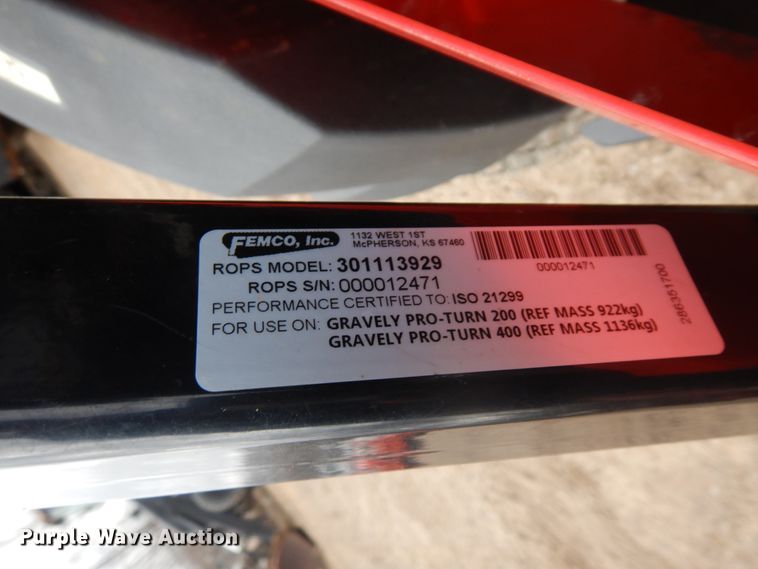 FEMCO, Inc.
1132 WEST 1ST
McPHERSON, KS 67460
ROPS MODEL: 301113929
ROPS S/N: 000012471
000012471
PERFORMANCE CERTIFIED TO: ISO 21299
FOR USE ON: GRAVELY PRO-TURN 200 (REF MASS 922kg)
GRAVELY PRO-TURN 400 (REF MASS 1136kg)
286351700
Purple Wave Auction